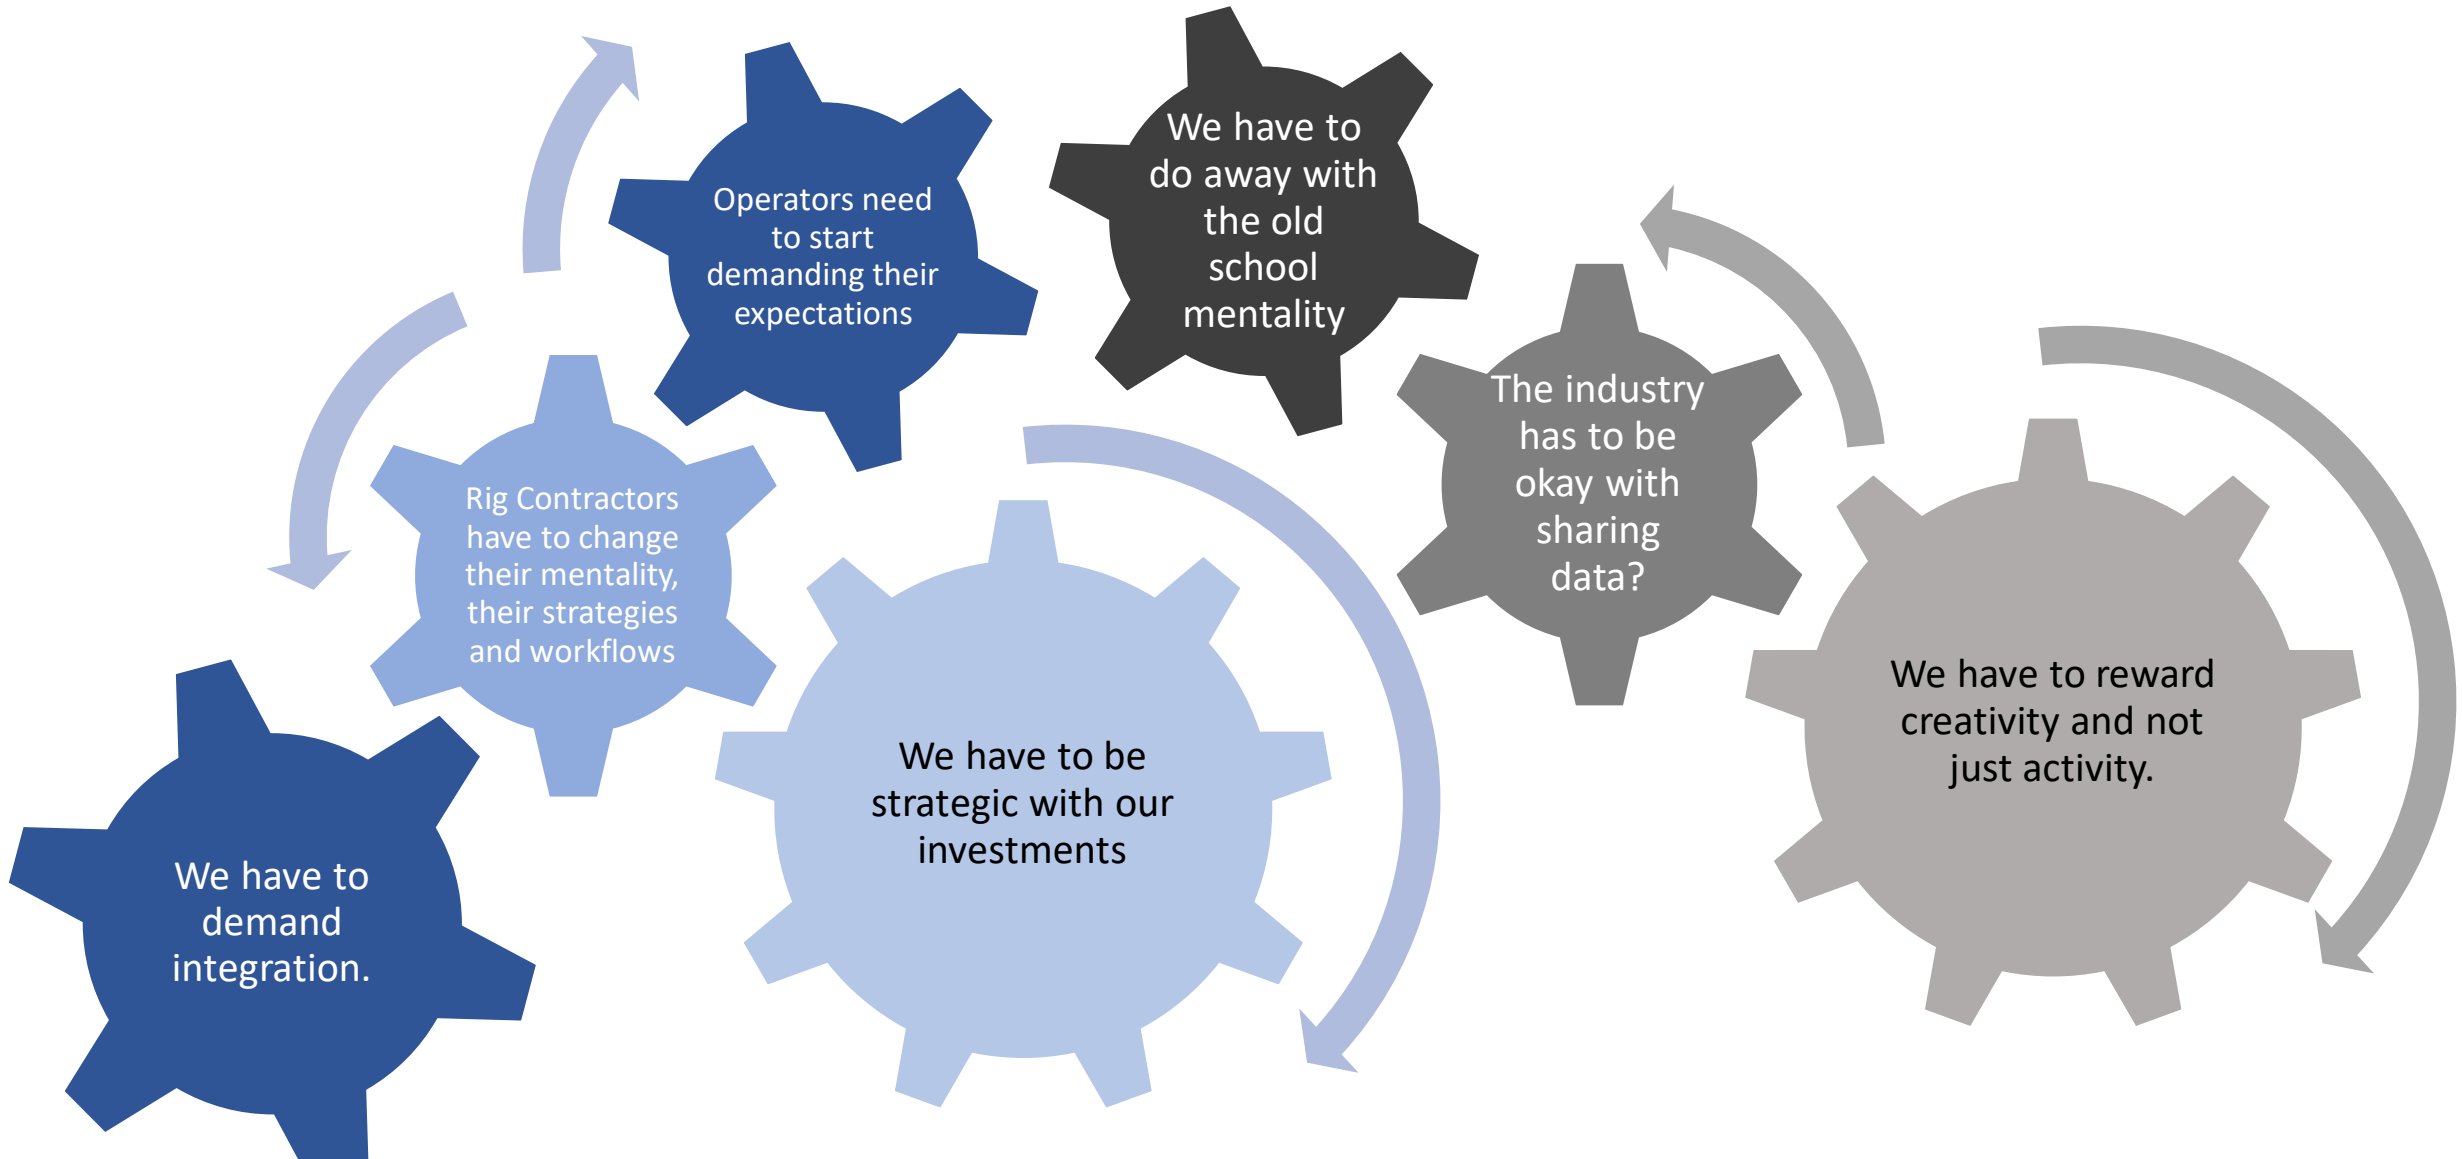 Operators need
to start
demanding their
expectations
We have to
do away with
the old
school
mentality
The industry
has to be
okay with
sharing
data?
Rig Contractors
have to change
their mentality,
their strategies
and workflows
We have to reward
creativity and not
just activity.
We have to be
strategic with our
investments
We have to
demand
integration.